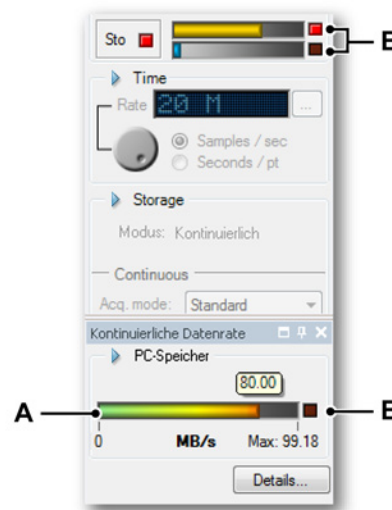 Sto
B
Time
Rate 20 M ...
Samples / sec
Seconds / pt
Storage
Modus: Kontinuierlich
Continuous
Acq. mode: Standard
Kontinuierliche Datenrate
PC-Speicher
80.00
A B
0 MB/s Max: 99.18
Details...